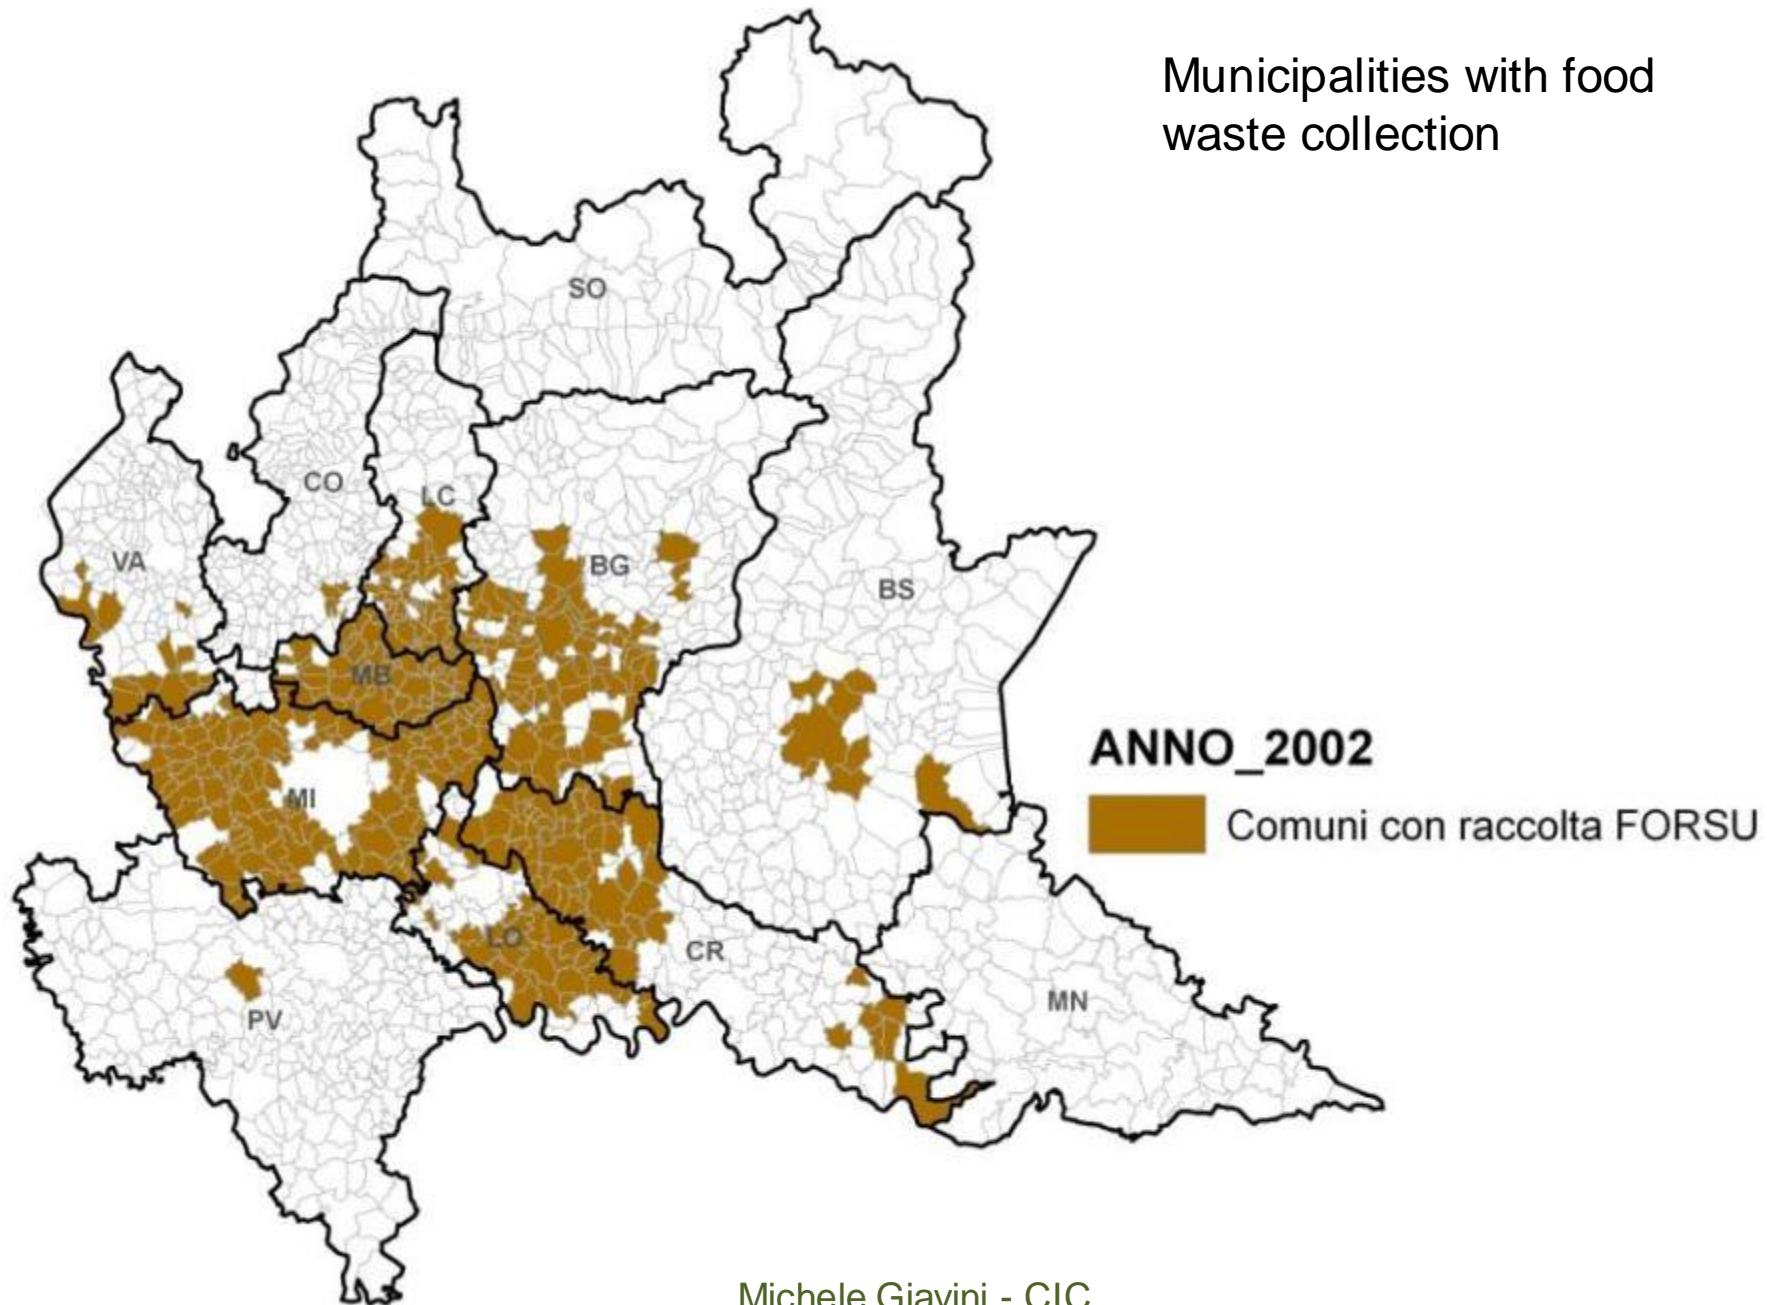 Municipalities with food
waste collection
SO
CO
LC
VA
BG
BS
MB
MI
ANNO_2002
Comuni con raccolta FORSU
LO
CR
PV
MN
Michele Giavini - CIC